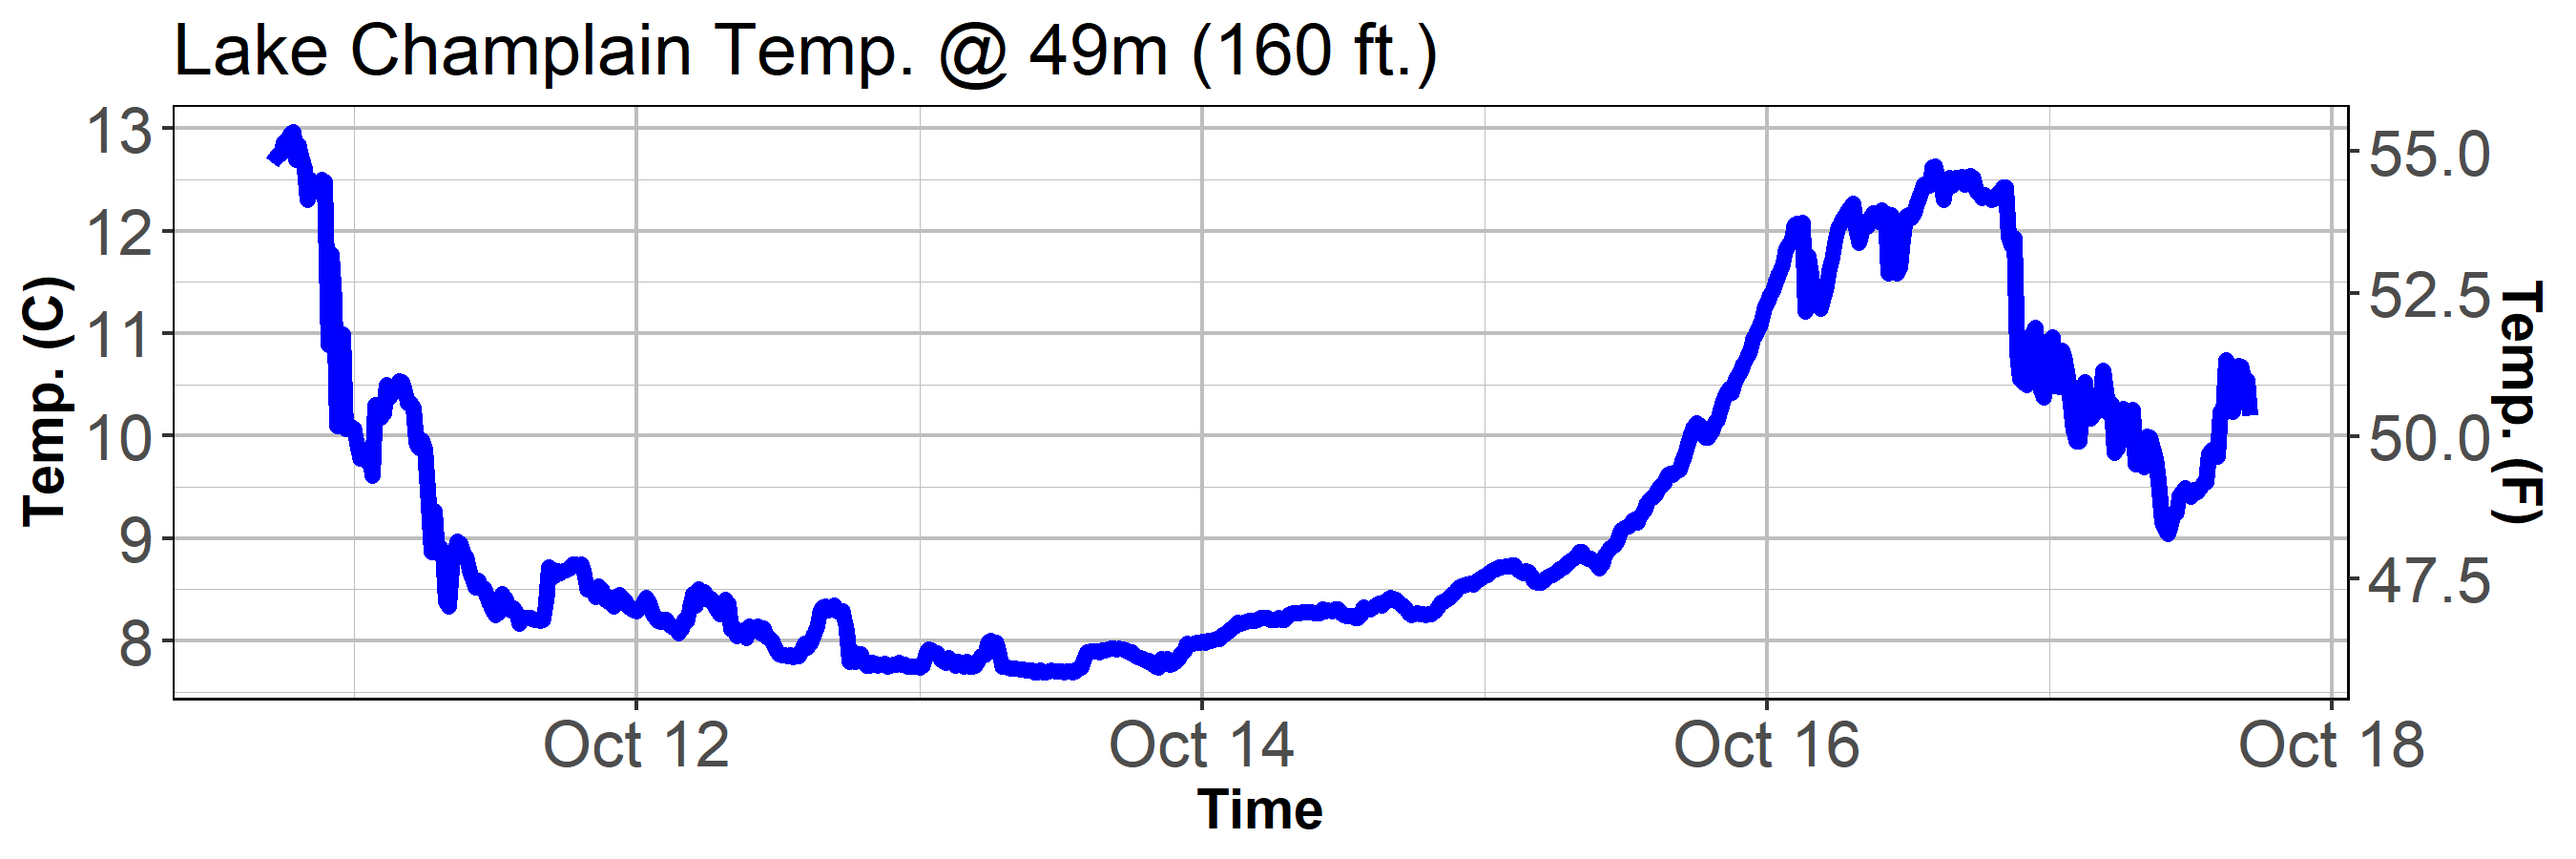 Lake Champlain Temp. @ 49m (160 ft.)
Temp. (C)
13
12
11
10
9
8
55.0
52.5
50.0
47.5
Temp. (F)
Oct 12
Oct 14
Oct 16
Oct 18
Time